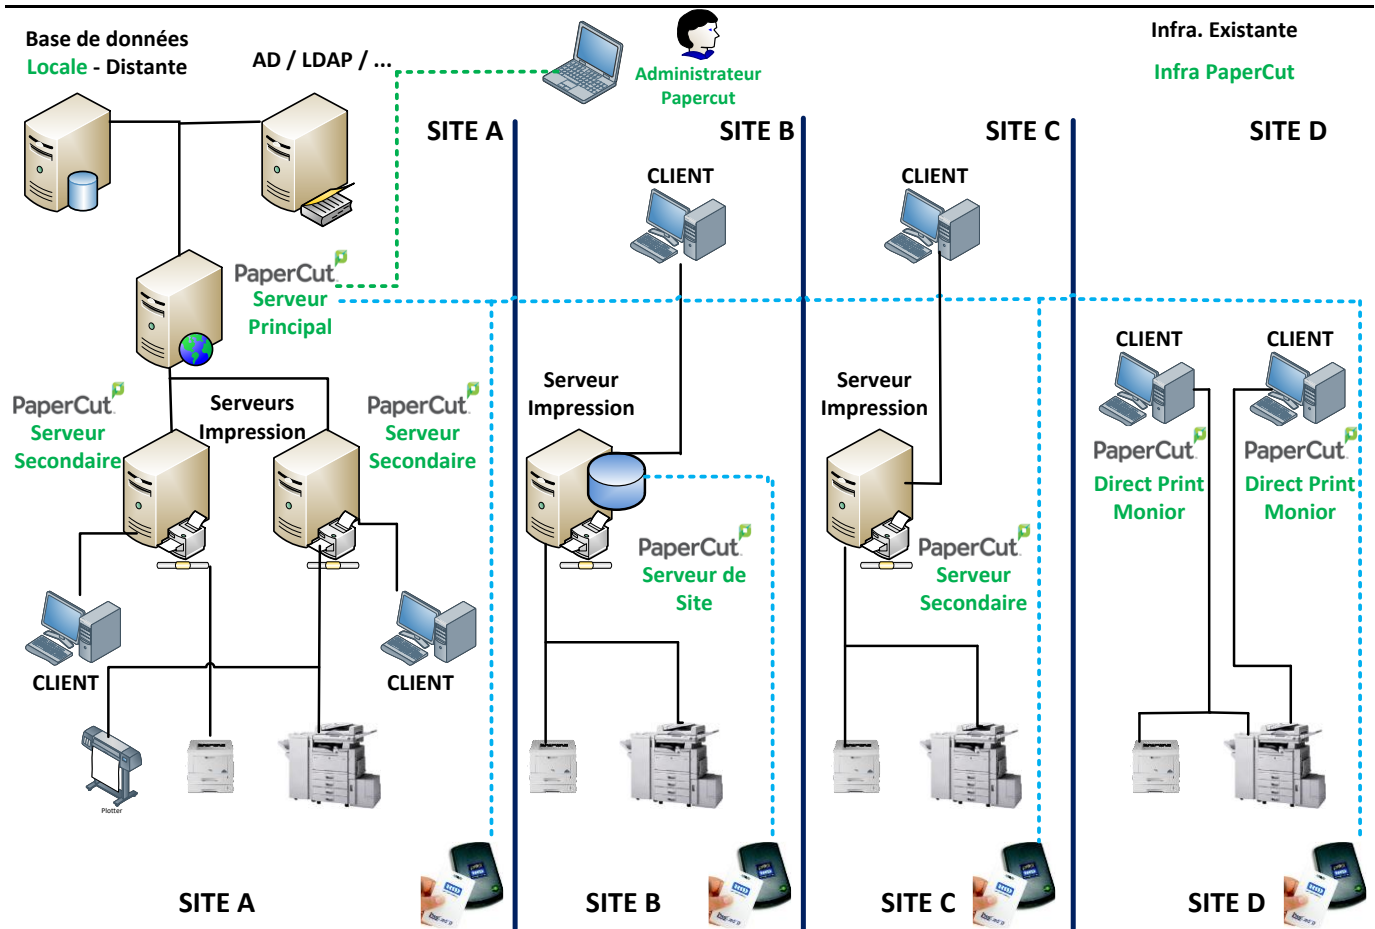 Base de données
Locale - Distante
AD / LDAP / ...
Administrateur
Papercut
Infra. Existante
Infra PaperCut
SITE A
SITE B
SITE C
SITE D
CLIENT
CLIENT
PaperCut
Serveur
Principal
CLIENT
CLIENT
PaperCut
Serveur
Secondaire
Serveurs
Impression
PaperCut
Serveur
Secondaire
Serveur
Impression
Serveur
Impression
PaperCut
Direct Print
Monior
PaperCut
Direct Print
Monior
PaperCut
Serveur de
Site
PaperCut
Serveur
Secondaire
CLIENT
CLIENT
Plotter
SITE A
SITE B
SITE C
SITE D